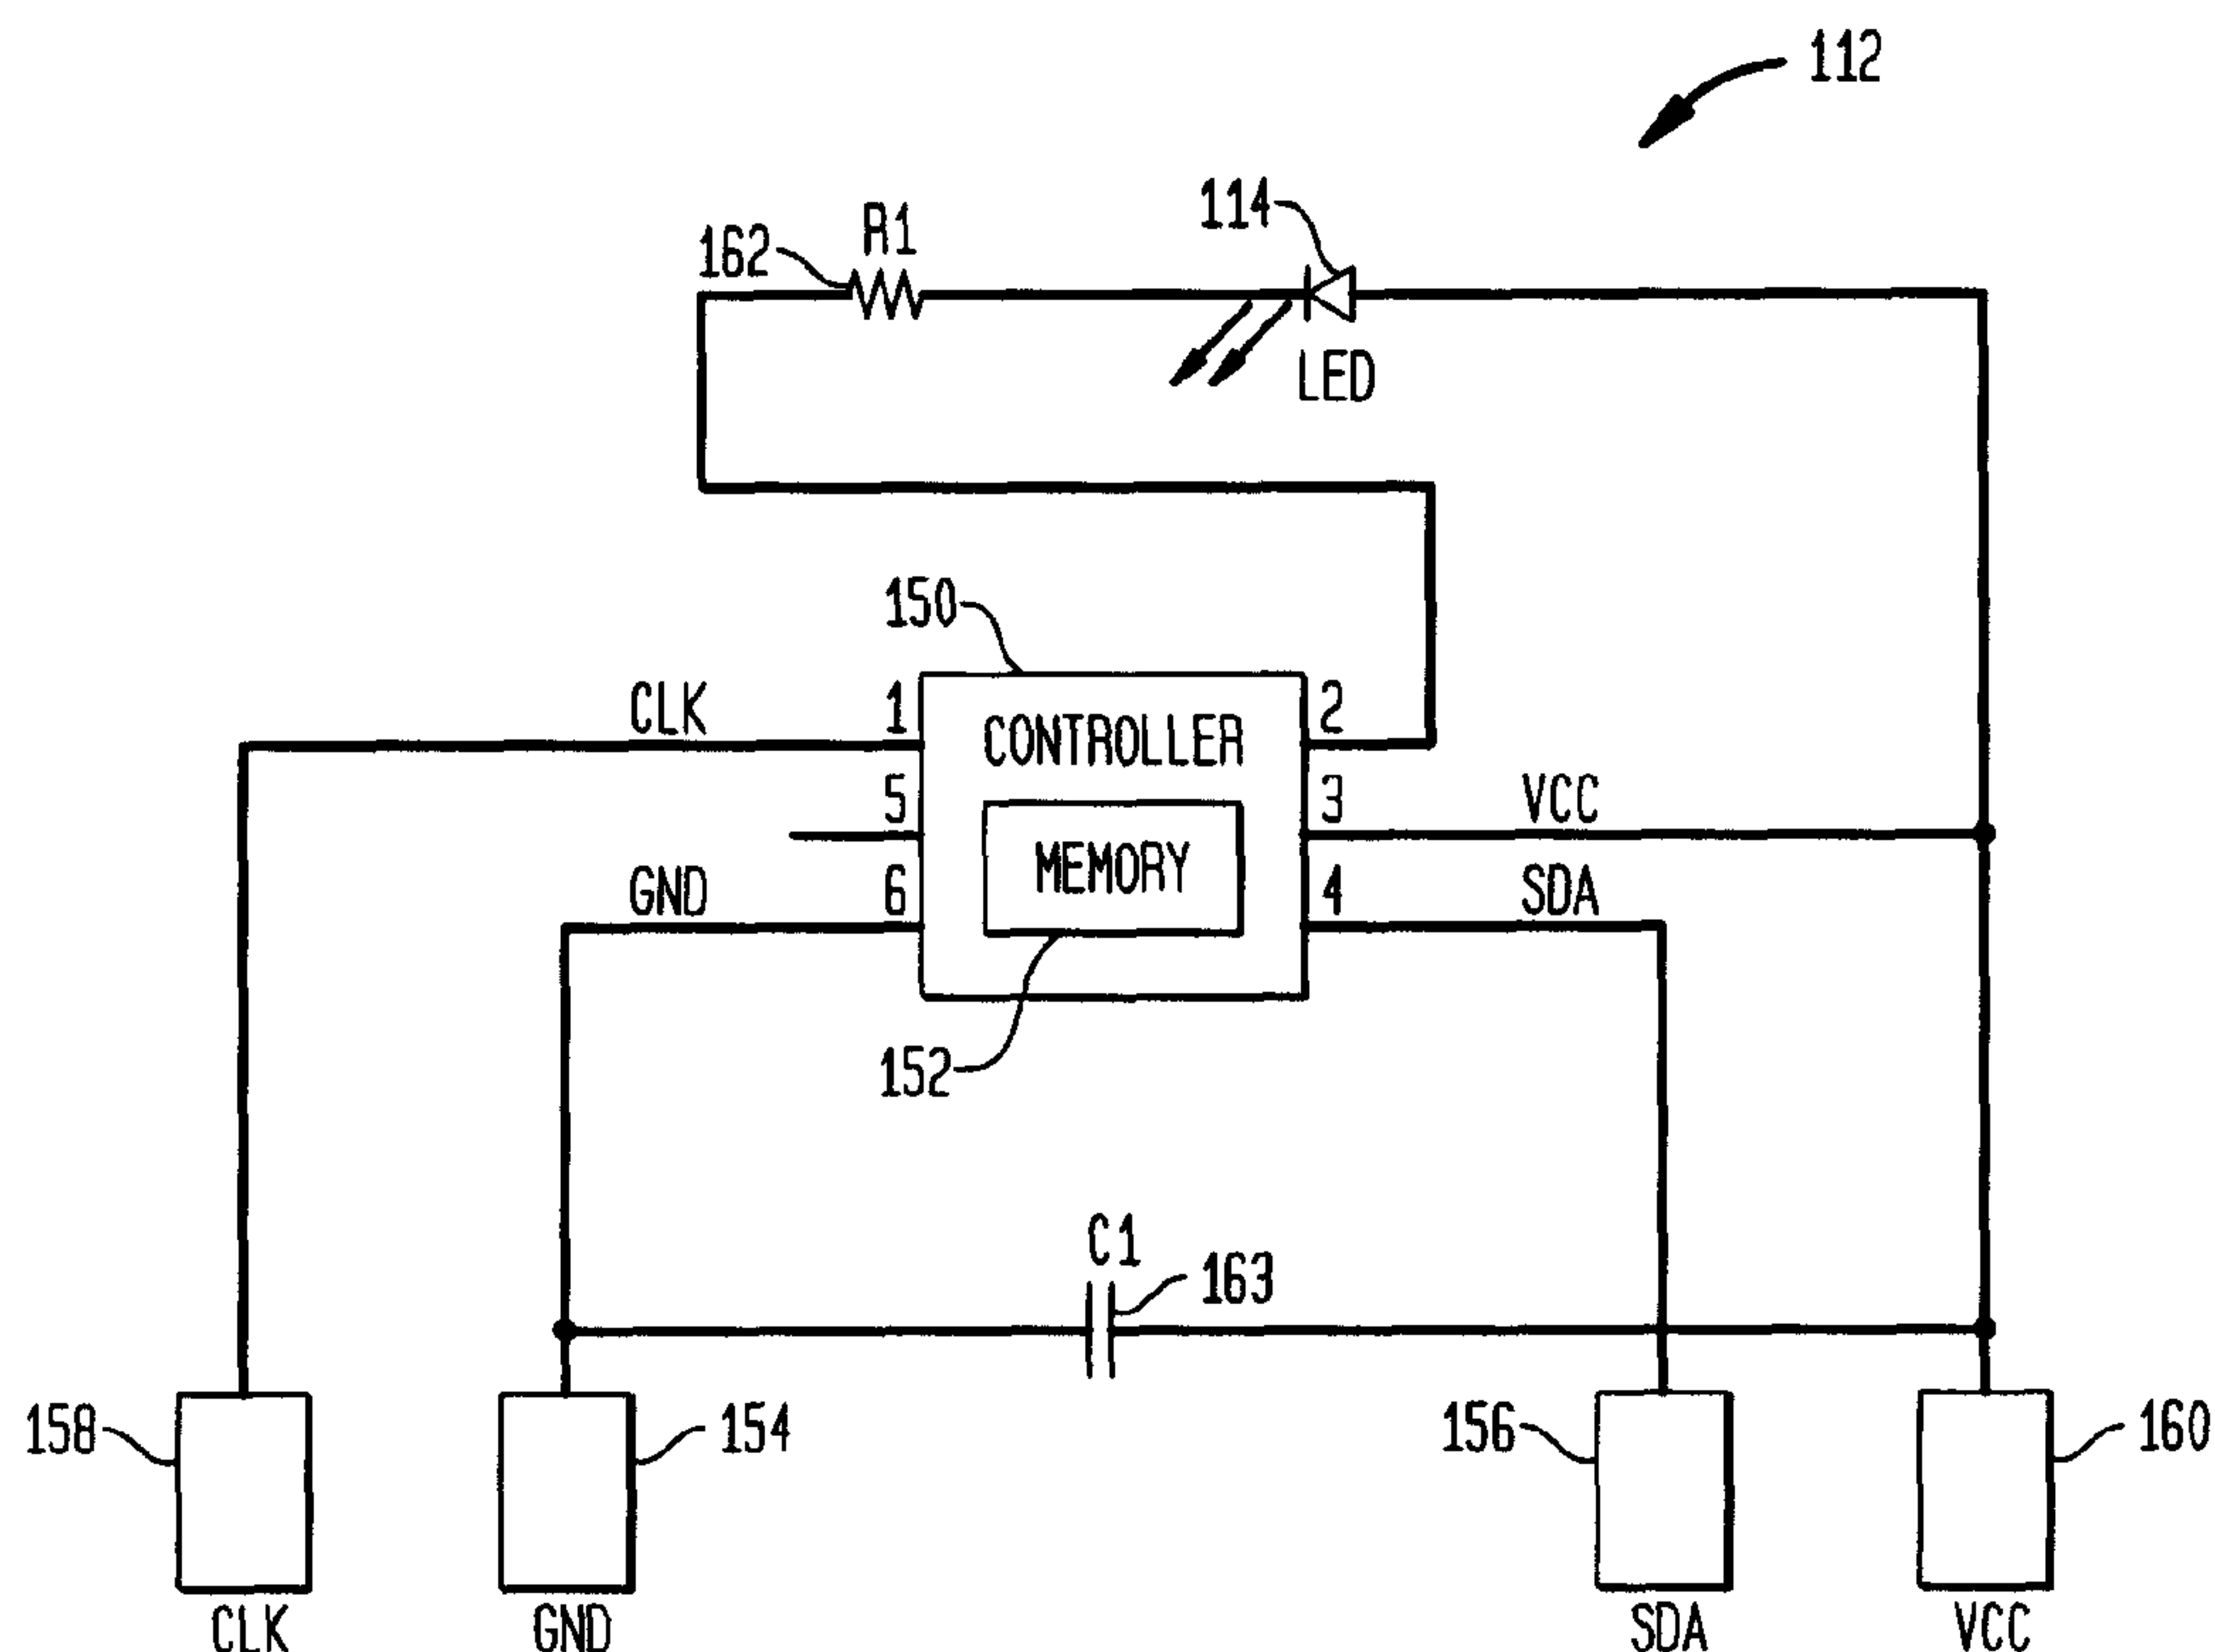 112
114
R1
162
LED
150
CLK
1
CONTROLLER
2
5
3
VCC
MEMORY
GND
6
4
SDA
152
C1
163
158
154
156
160
CLK
GND
SDA
VCC